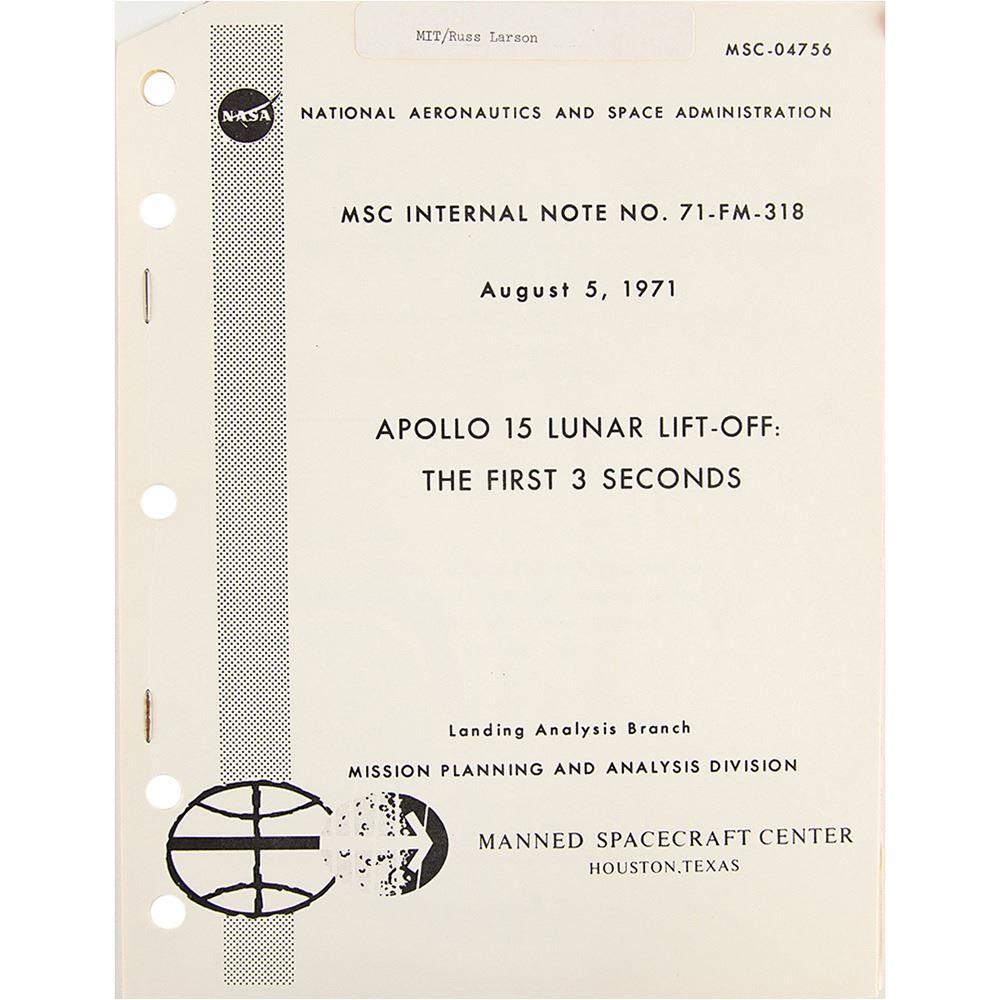 MIT/Russ Larson
MSC-04756
NASA
NATIONAL AERONAUTICS AND SPACE ADMINISTRATION
MSC INTERNAL NOTE NO. 71-FM-318
August 5, 1971
APOLLO 15 LUNAR LIFT-OFF:
THE FIRST 3 SECONDS
Landing Analysis Branch
MISSION PLANNING AND ANALYSIS DIVISION
MANNED SPACECRAFT CENTER
HOUSTON, TEXAS